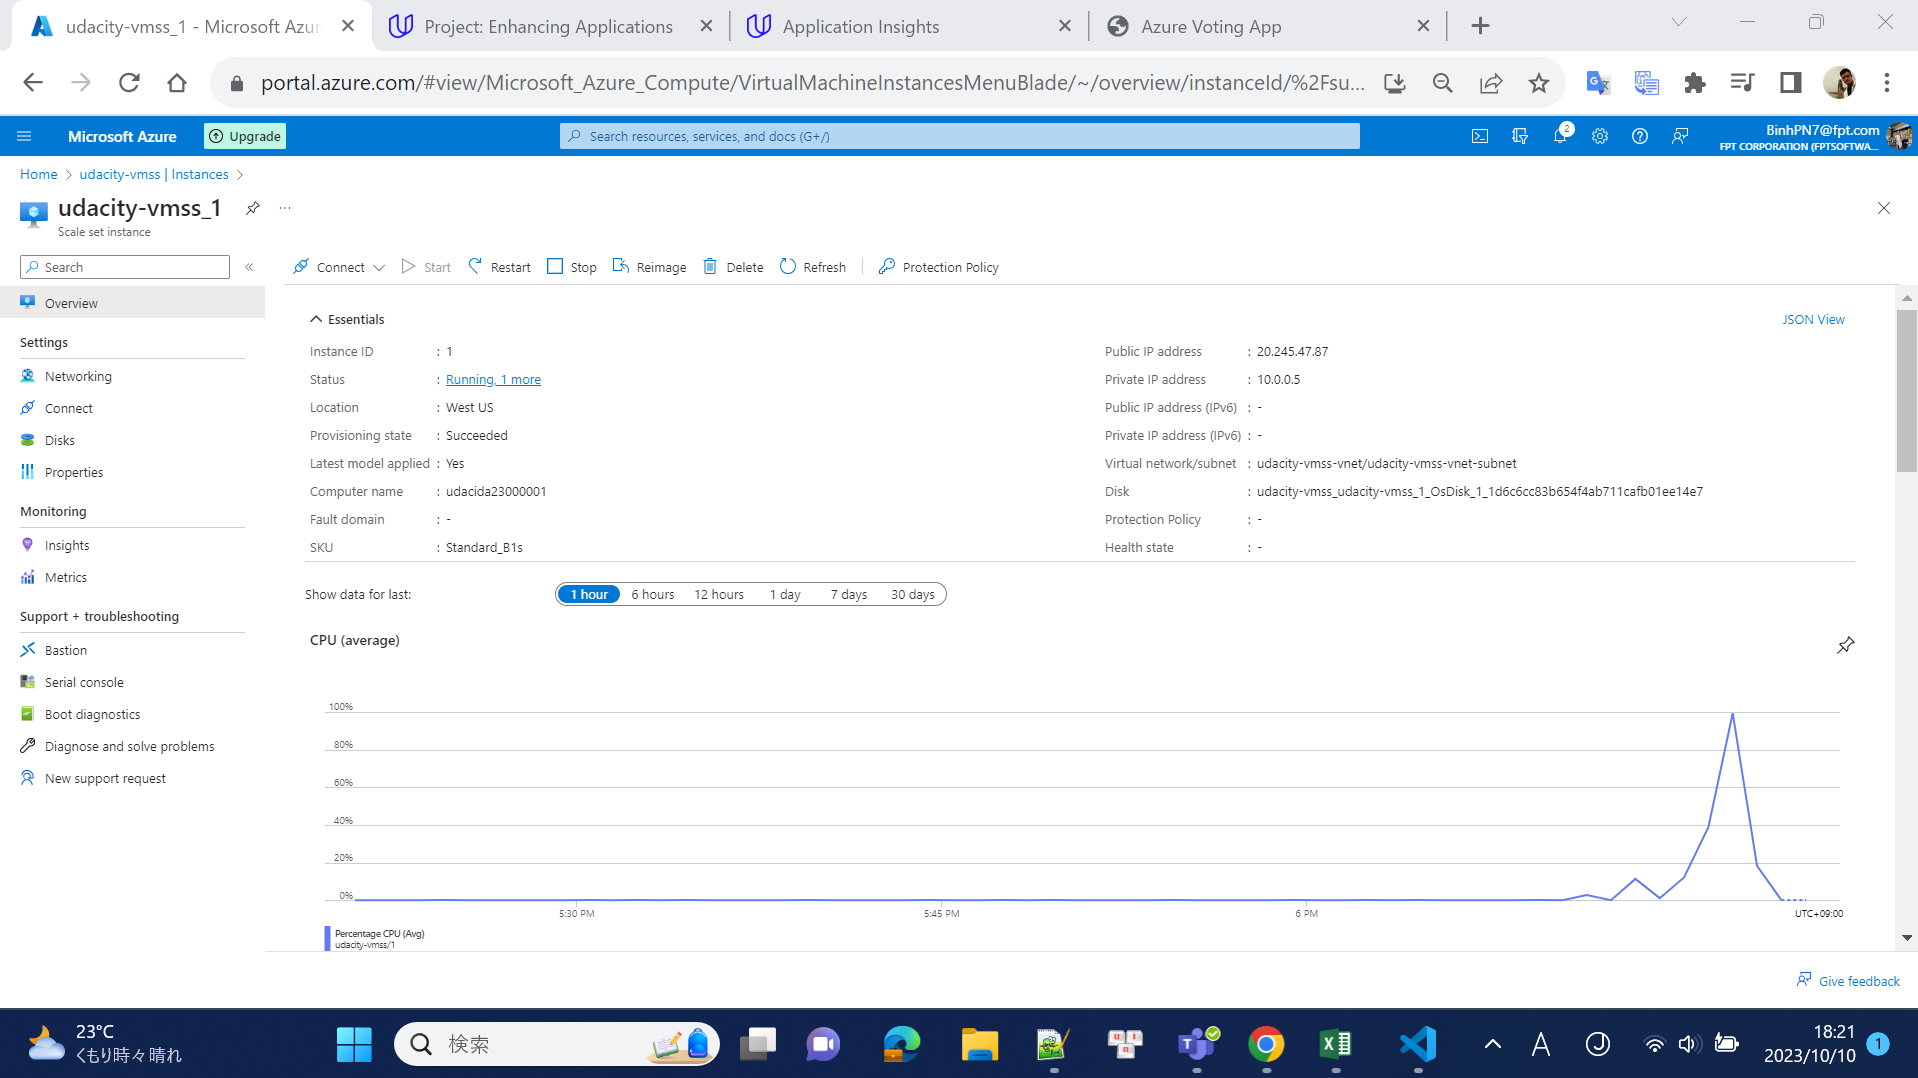 udacity-vmss_1 - Microsoft Azur
Project: Enhancing Applications
Application Insights
Azure Voting App
portal.azure.com/#view/Microsoft_Azure_Compute/VirtualMachineInstancesMenuBlade/~/overview/instanceId/%2Fsu...
Microsoft Azure
Upgrade
Search resources, services, and docs (G+/)
2
BinhPN7@fpt.com
FPT CORPORATION (FPTSOFTWA...
Home > udacity-vmss | Instances >
udacity-vmss_1
...
Scale set instance
Search
«
Connect
Start
Restart
Stop
Reimage
Delete
Refresh
Protection Policy
Overview
Settings
Networking
Connect
Disks
Properties
Monitoring
Insights
Metrics
Support + troubleshooting
Bastion
Serial console
Boot diagnostics
Diagnose and solve problems
New support request
Essentials
JSON View
Instance ID : 1
Status : Running, 1 more
Location : West US
Provisioning state : Succeeded
Latest model applied : Yes
Computer name : udacida23000001
Fault domain : -
SKU : Standard_B1s
Public IP address : 20.245.47.87
Private IP address : 10.0.0.5
Public IP address (IPv6) : -
Private IP address (IPv6) : -
Virtual network/subnet : udacity-vmss-vnet/udacity-vmss-vnet-subnet
Disk : udacity-vmss_udacity-vmss_1_OsDisk_1_1d6c6cc83b654f4ab711cafb01ee14e7
Protection Policy : -
Health state : -
Show data for last:
1 hour 6 hours 12 hours 1 day 7 days 30 days
CPU (average)
100%
80%
60%
40%
20%
0%
5:30 PM 5:45 PM 6 PM UTC+09:00
Percentage CPU (Avg)
udacity-vmss/1
Give feedback
23°C
くもり時々晴れ
検索
u n
A
J
18:21
2023/10/10
1